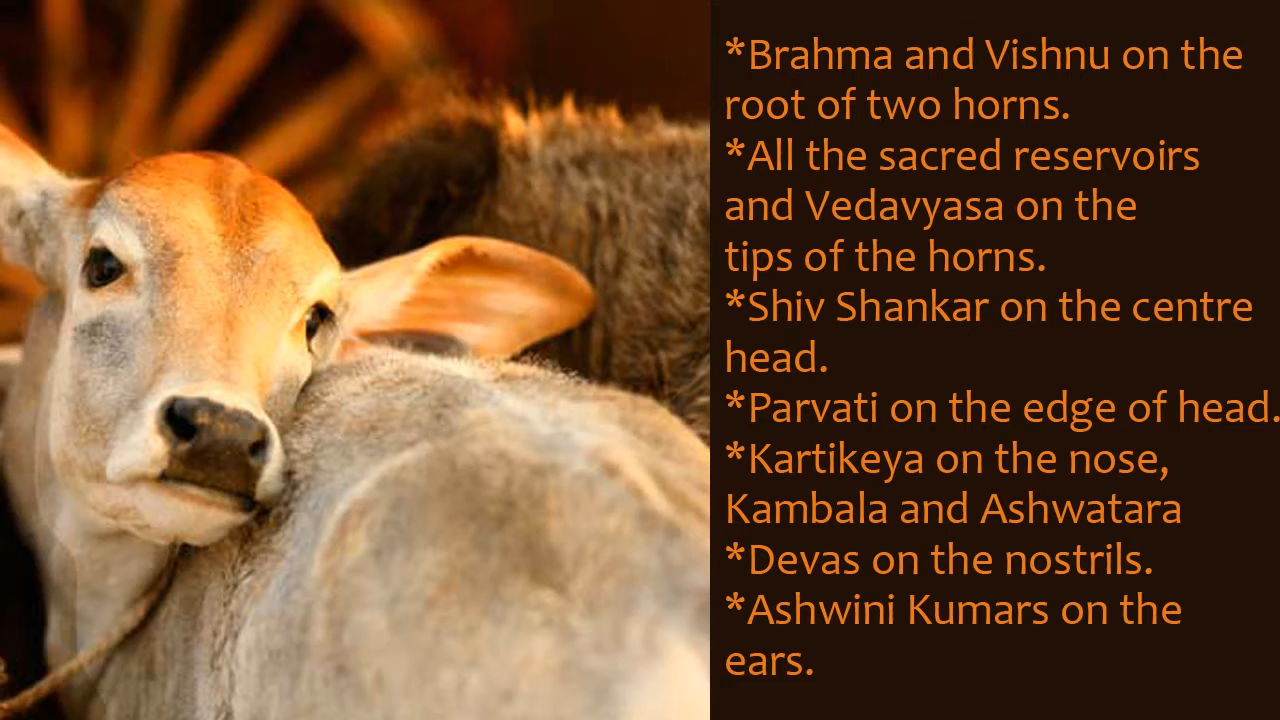 *Brahma and Vishnu on the
root of two horns.
*All the sacred reservoirs
and Vedavyasa on the
tips of the horns.
*Shiv Shankar on the centre
head.
*Parvati on the edge of head.
*Kartikeya on the nose,
Kambala and Ashwatara
*Devas on the nostrils.
*Ashwini Kumars on the
ears.